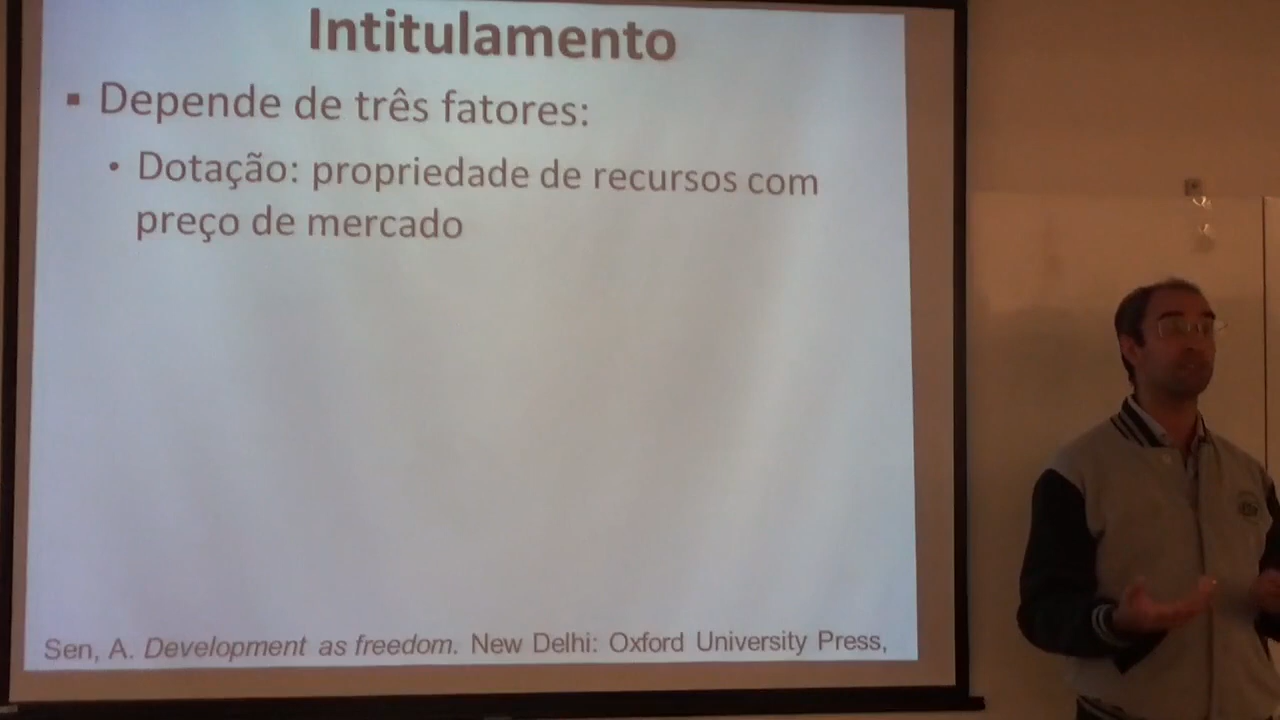 Intitulamento
▪ Depende de três fatores:
• Dotação: propriedade de recursos com
preço de mercado
Sen, A. Development as freedom. New Delhi: Oxford University Press,